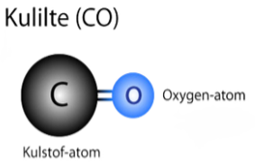 Kulilte (CO)
C
O
Oxygen-atom
Kulstof-atom